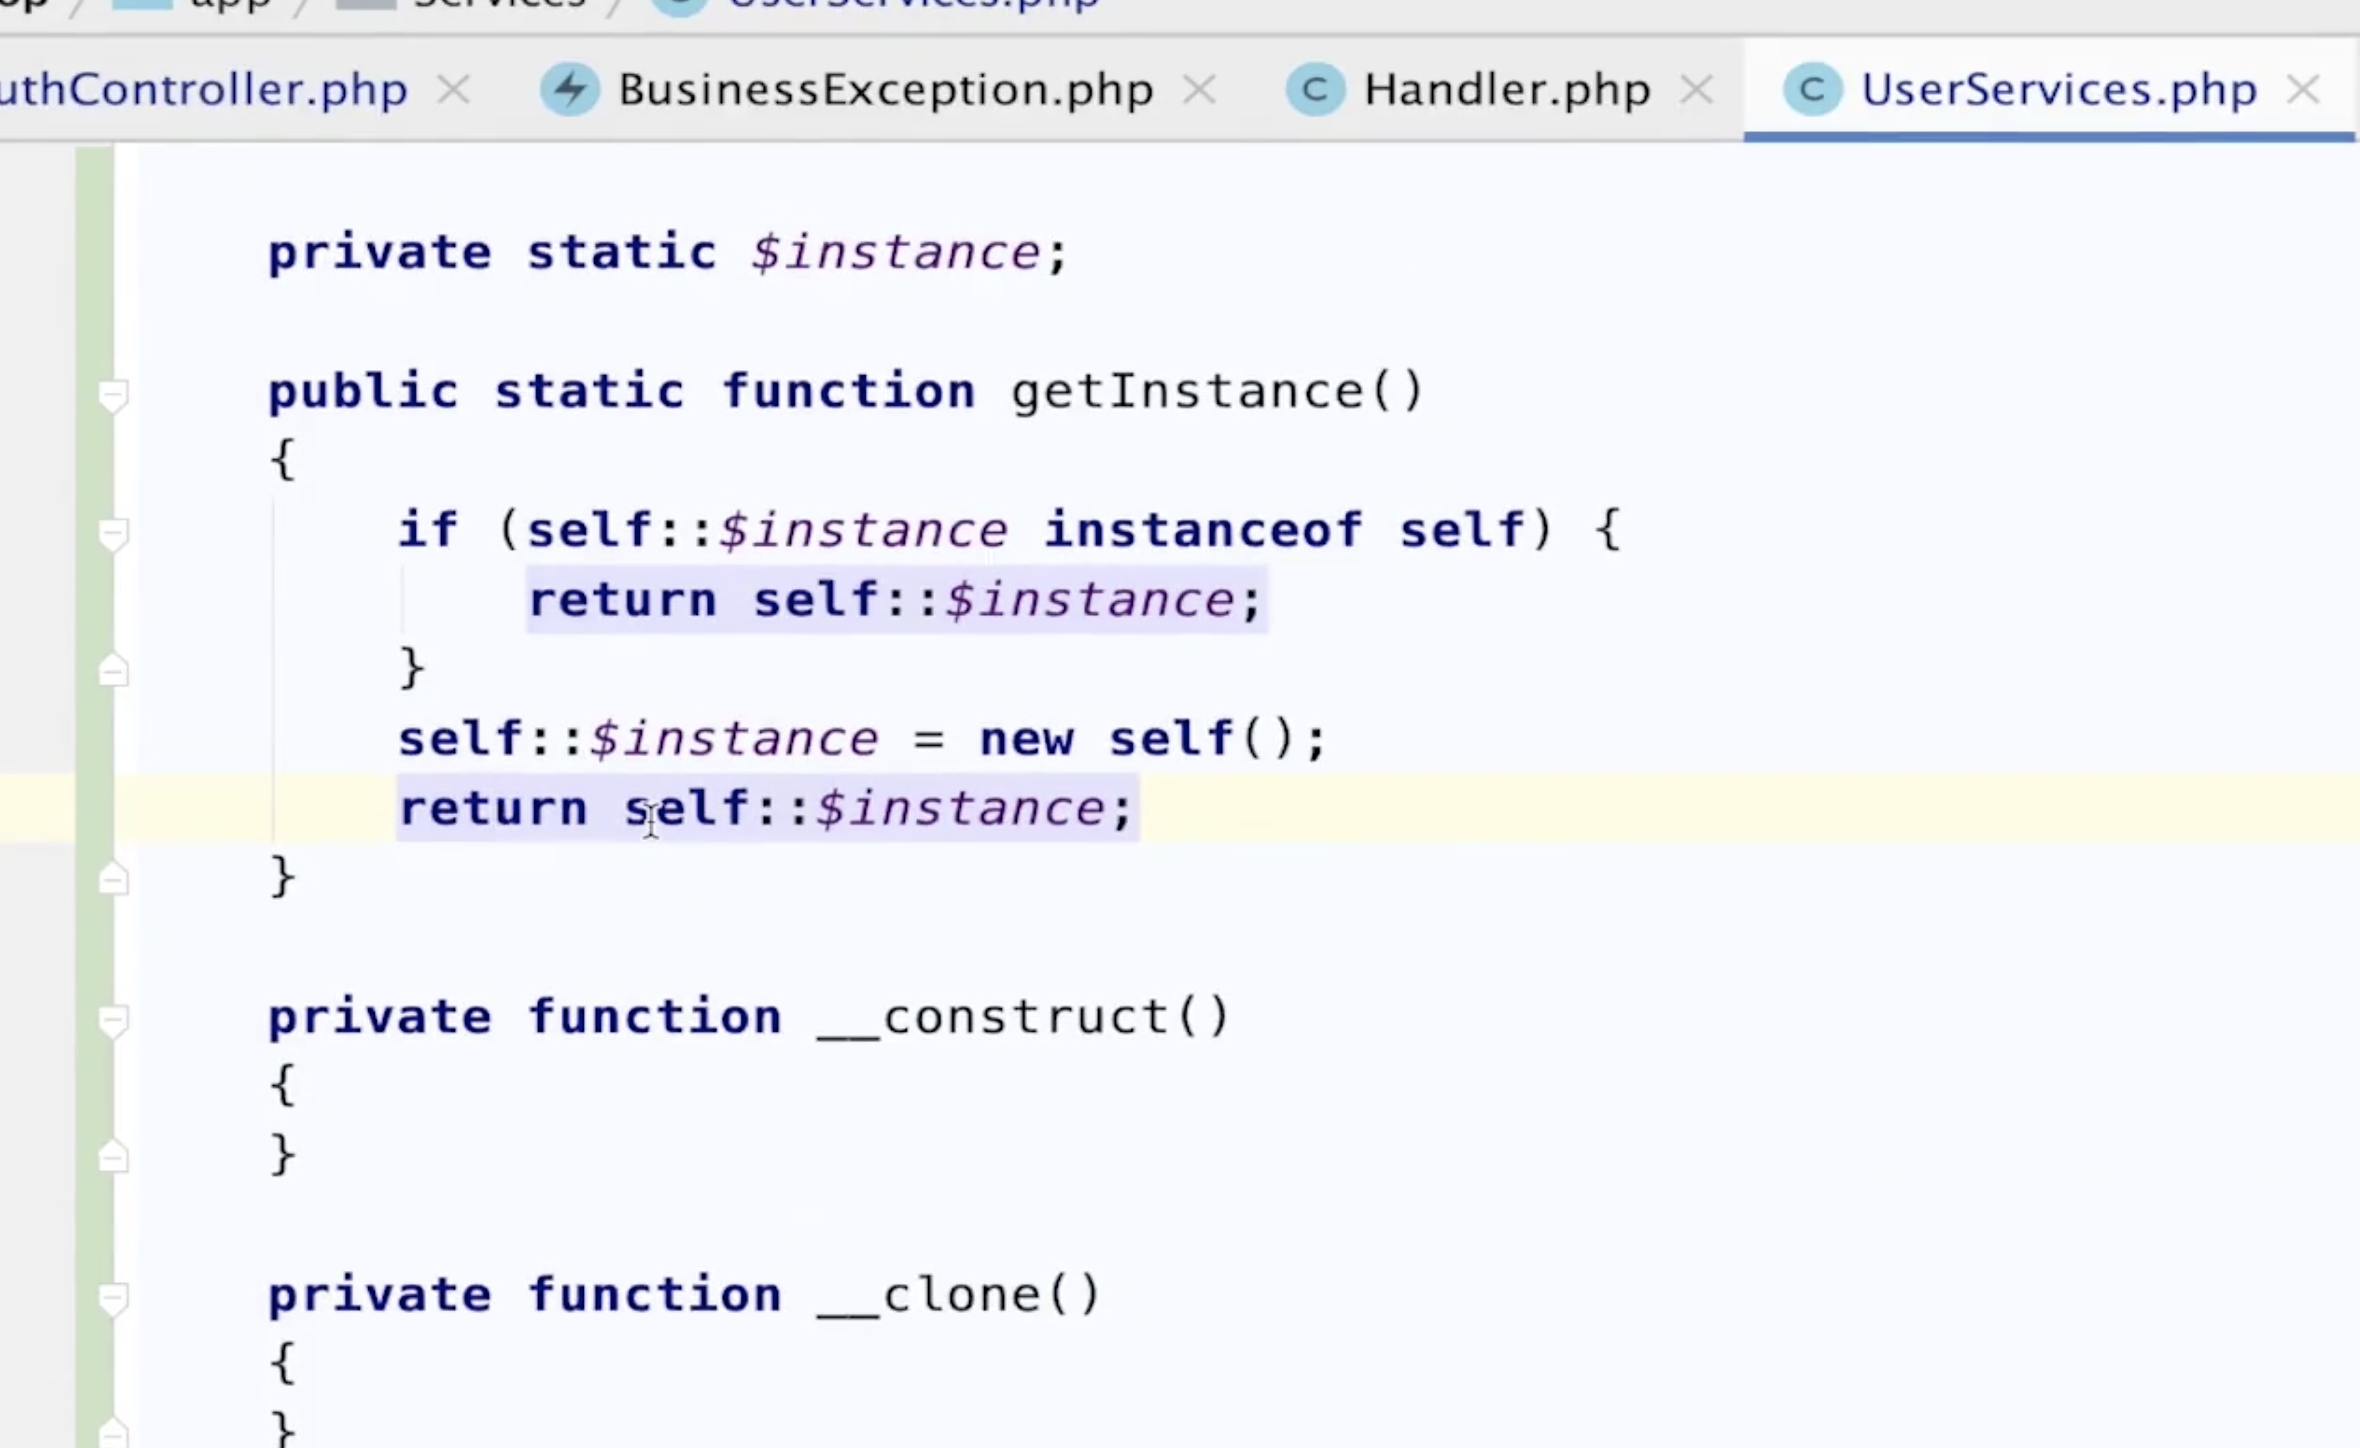 op / app / Services / UserServices.php
uthController.php BusinessException.php Handler.php UserServices.php
private static $instance;
public static function getInstance()
{
if (self::$instance instanceof self) {
return self::$instance;
}
self::$instance = new self();
return self::$instance;
}
private function __construct()
{
}
private function __clone()
{
}